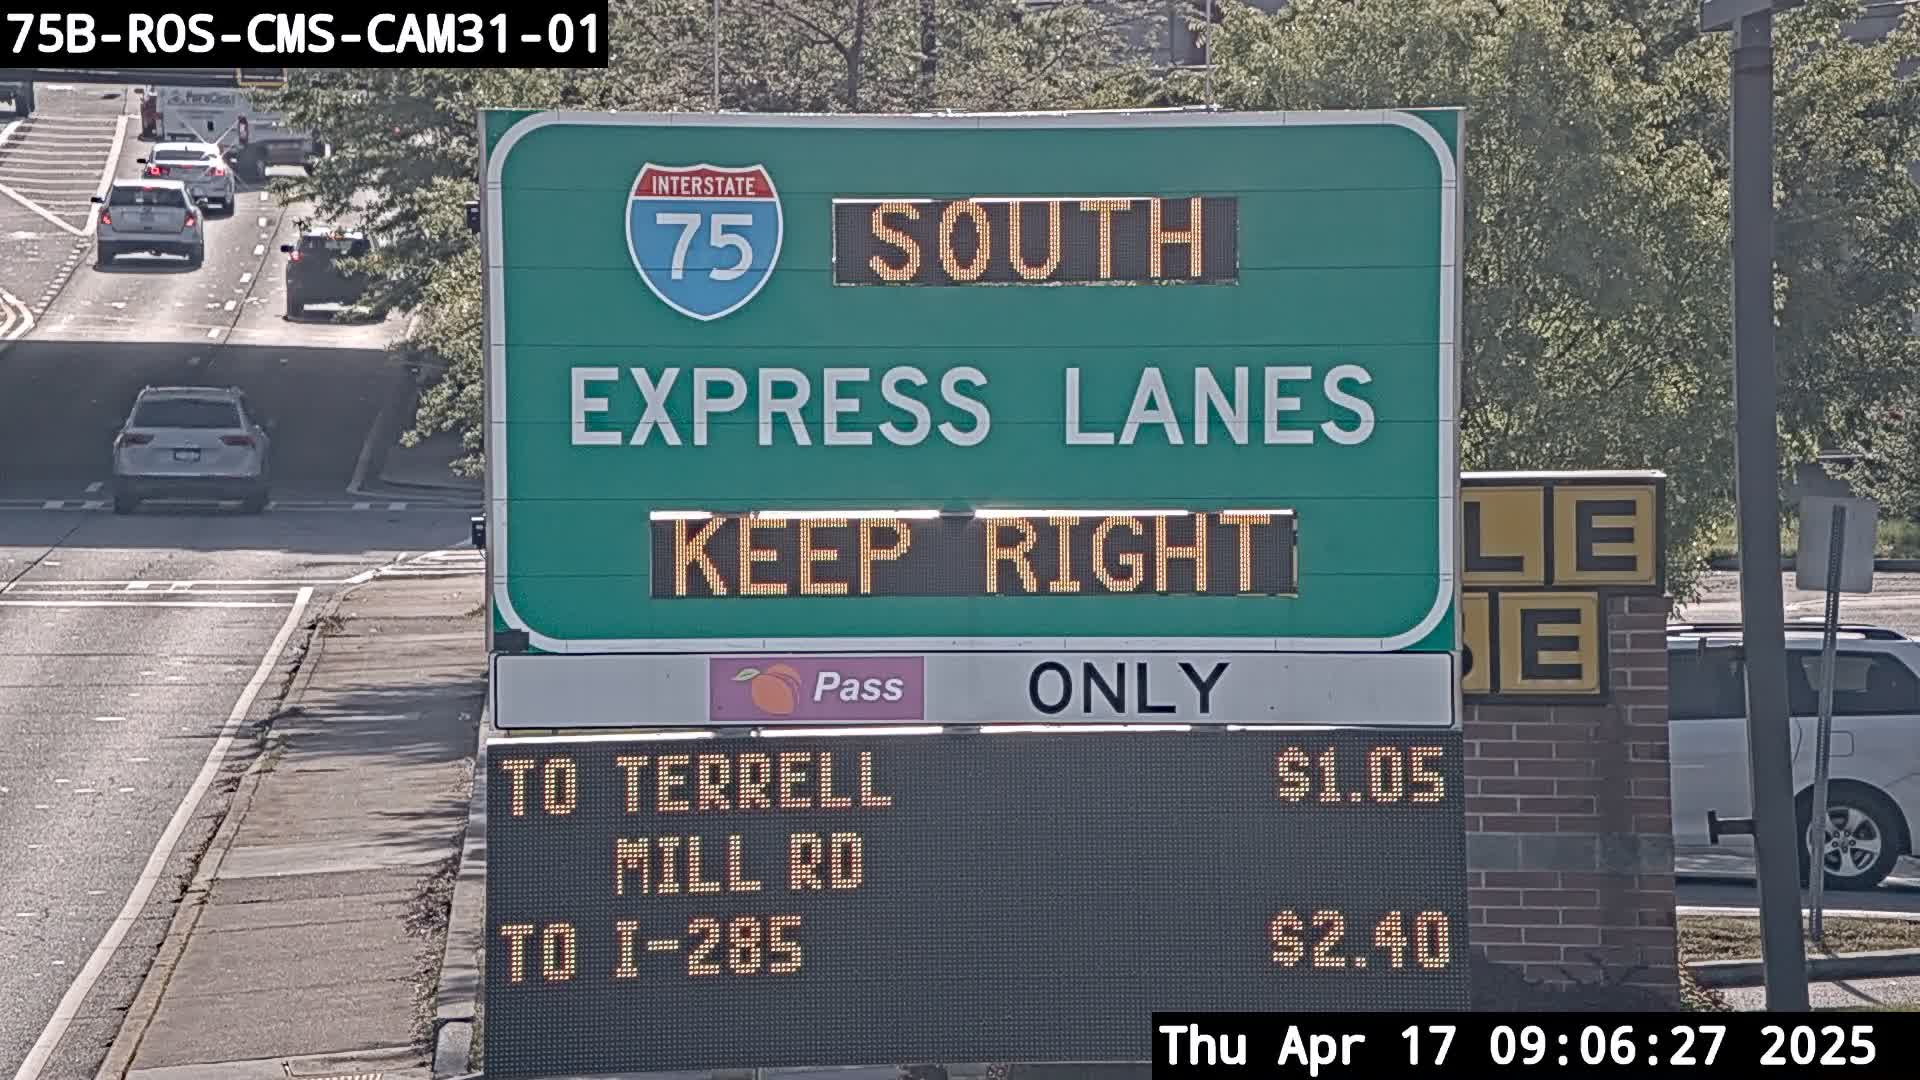 75B-ROS-CMS-CAM31-01
INTERSTATE
75
SOUTH
EXPRESS LANES
KEEP RIGHT
Pass ONLY
LE
E
TO TERRELL $1.05
MILL RD
TO I-285 $2.40
Thu Apr 17 09:06:27 2025